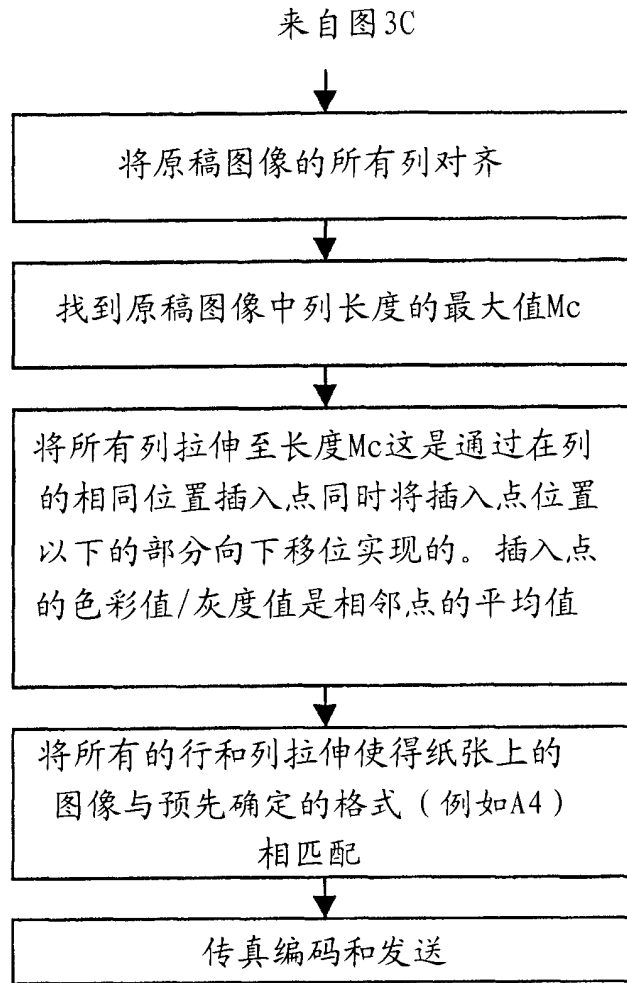 来自图3C
将原稿图像的所有列对齐
找到原稿图像中列长度的最大值Mc
将所有列拉伸至长度Mc这是通过在列
的相同位置插入点同时将插入点位置
以下的部分向下移位实现的。插入点
的色彩值/灰度值是相邻点的平均值
将所有的行和列拉伸使得纸张上的
图像与预先确定的格式（例如A4）
相匹配
传真编码和发送